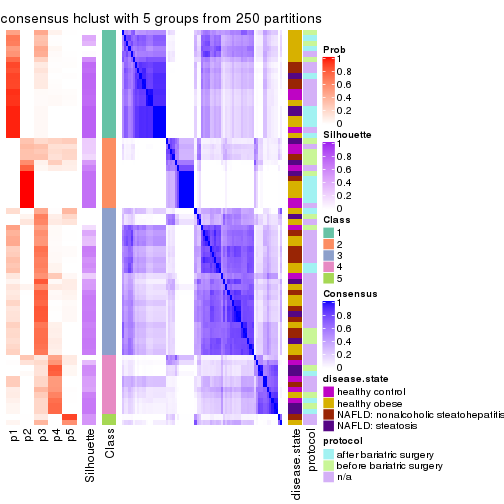 consensus hclust with 5 groups from 250 partitions
Prob
1
0.8
0.6
0.4
0.2
0
Silhouette
1
0.8
0.6
0.4
0.2
0
Class
1
2
3
4
5
Consensus
1
0.8
0.6
0.4
0.2
0
disease.state
healthy control
healthy obese
NAFLD: nonalcoholic steatohepatitis
NAFLD: steatosis
protocol
after bariatric surgery
before bariatric surgery
n/a
p1
p2
p3
p4
p5
Silhouette
Class
disease.state
protocol